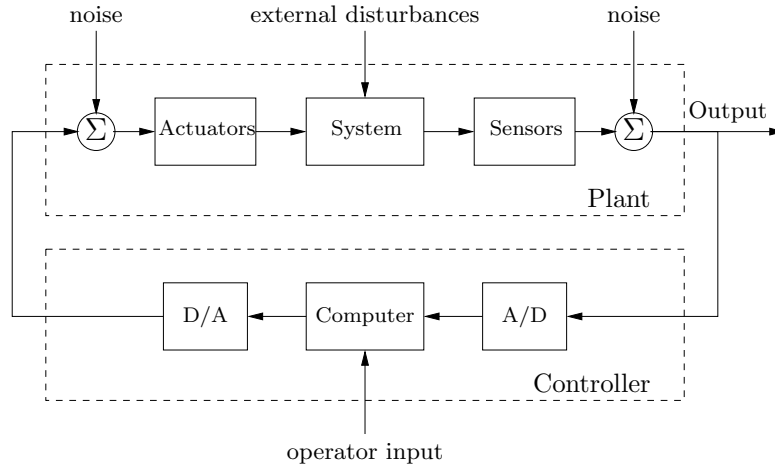 noise
external disturbances
noise
Σ
Actuators
System
Sensors
Σ
Output
Plant
D/A
Computer
A/D
Controller
operator input